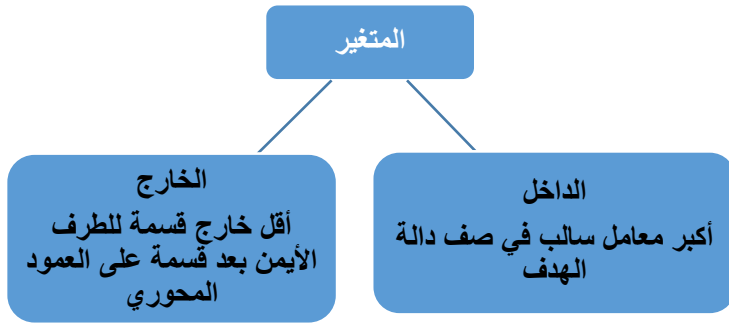 المتغير
الداخل
أكبر معامل سالب في صف دالة
الهدف
الخارج
أقل خارج قسمة للطرف
الأيمن بعد قسمة على العمود
المحوري